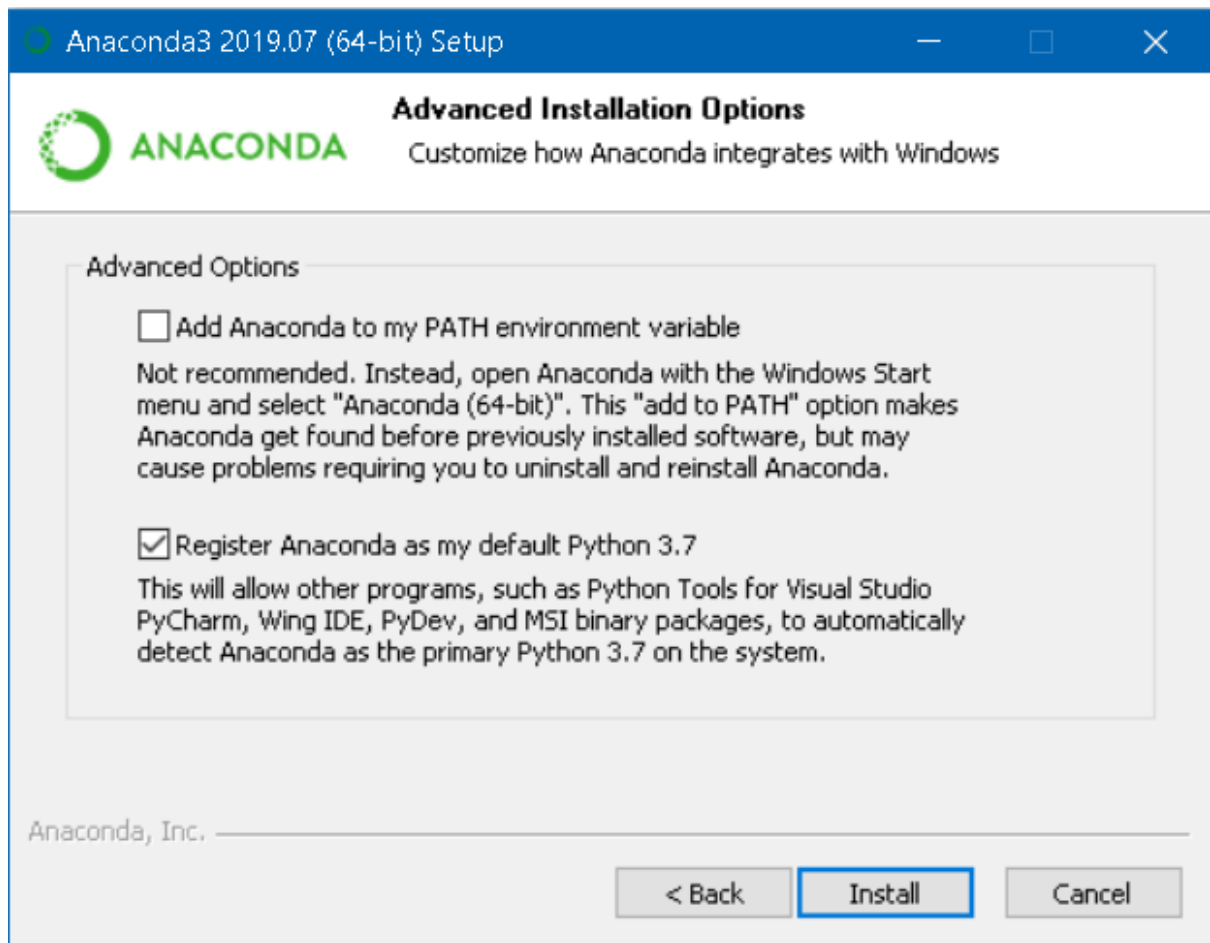 Anaconda3 2019.07 (64-bit) Setup
ANACONDA
Advanced Installation Options
Customize how Anaconda integrates with Windows
Advanced Options
Add Anaconda to my PATH environment variable
Not recommended. Instead, open Anaconda with the Windows Start
menu and select "Anaconda (64-bit)". This "add to PATH" option makes
Anaconda get found before previously installed software, but may
cause problems requiring you to uninstall and reinstall Anaconda.
Register Anaconda as my default Python 3.7
This will allow other programs, such as Python Tools for Visual Studio
PyCharm, Wing IDE, PyDev, and MSI binary packages, to automatically
detect Anaconda as the primary Python 3.7 on the system.
Anaconda, Inc.
< Back
Install
Cancel